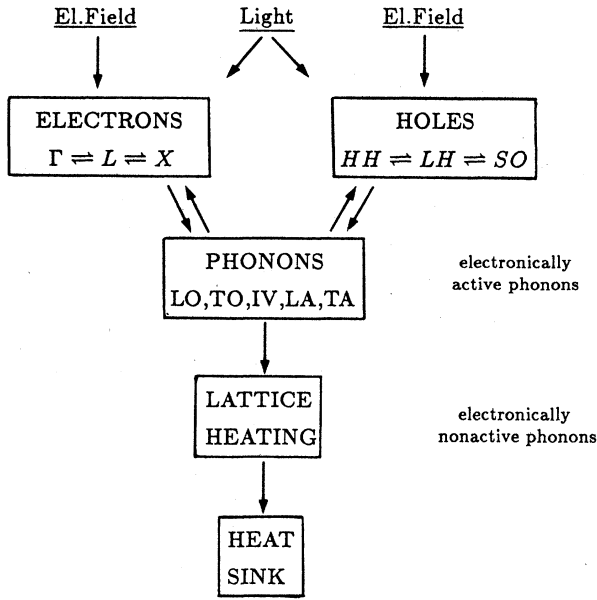 El.Field
Light
El.Field
ELECTRONS
Γ ⇌ L ⇌ X
HOLES
HH ⇌ LH ⇌ SO
PHONONS
LO,TO,IV,LA,TA
electronically
active phonons
LATTICE
HEATING
electronically
nonactive phonons
HEAT
SINK